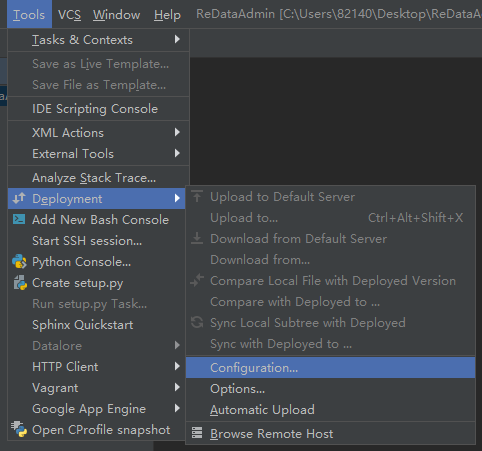 Tools VCS Window Help ReDataAdmin [C:\Users\82140\Desktop\ReDataA
Tasks & Contexts
Save as Live Template...
Save File as Template...
IDE Scripting Console
XML Actions
External Tools
Analyze Stack Trace...
Deployment
Add New Bash Console
Start SSH session...
Python Console...
Create setup.py
Run setup.py Task...
Sphinx Quickstart
Datalore
HTTP Client
Vagrant
Google App Engine
Open CProfile snapshot
Upload to Default Server
Upload to... Ctrl+Alt+Shift+X
Download from Default Server
Download from...
Compare Local File with Deployed Version
Compare with Deployed to ...
Sync Local Subtree with Deployed
Sync with Deployed to ...
Configuration...
Options...
Automatic Upload
Browse Remote Host